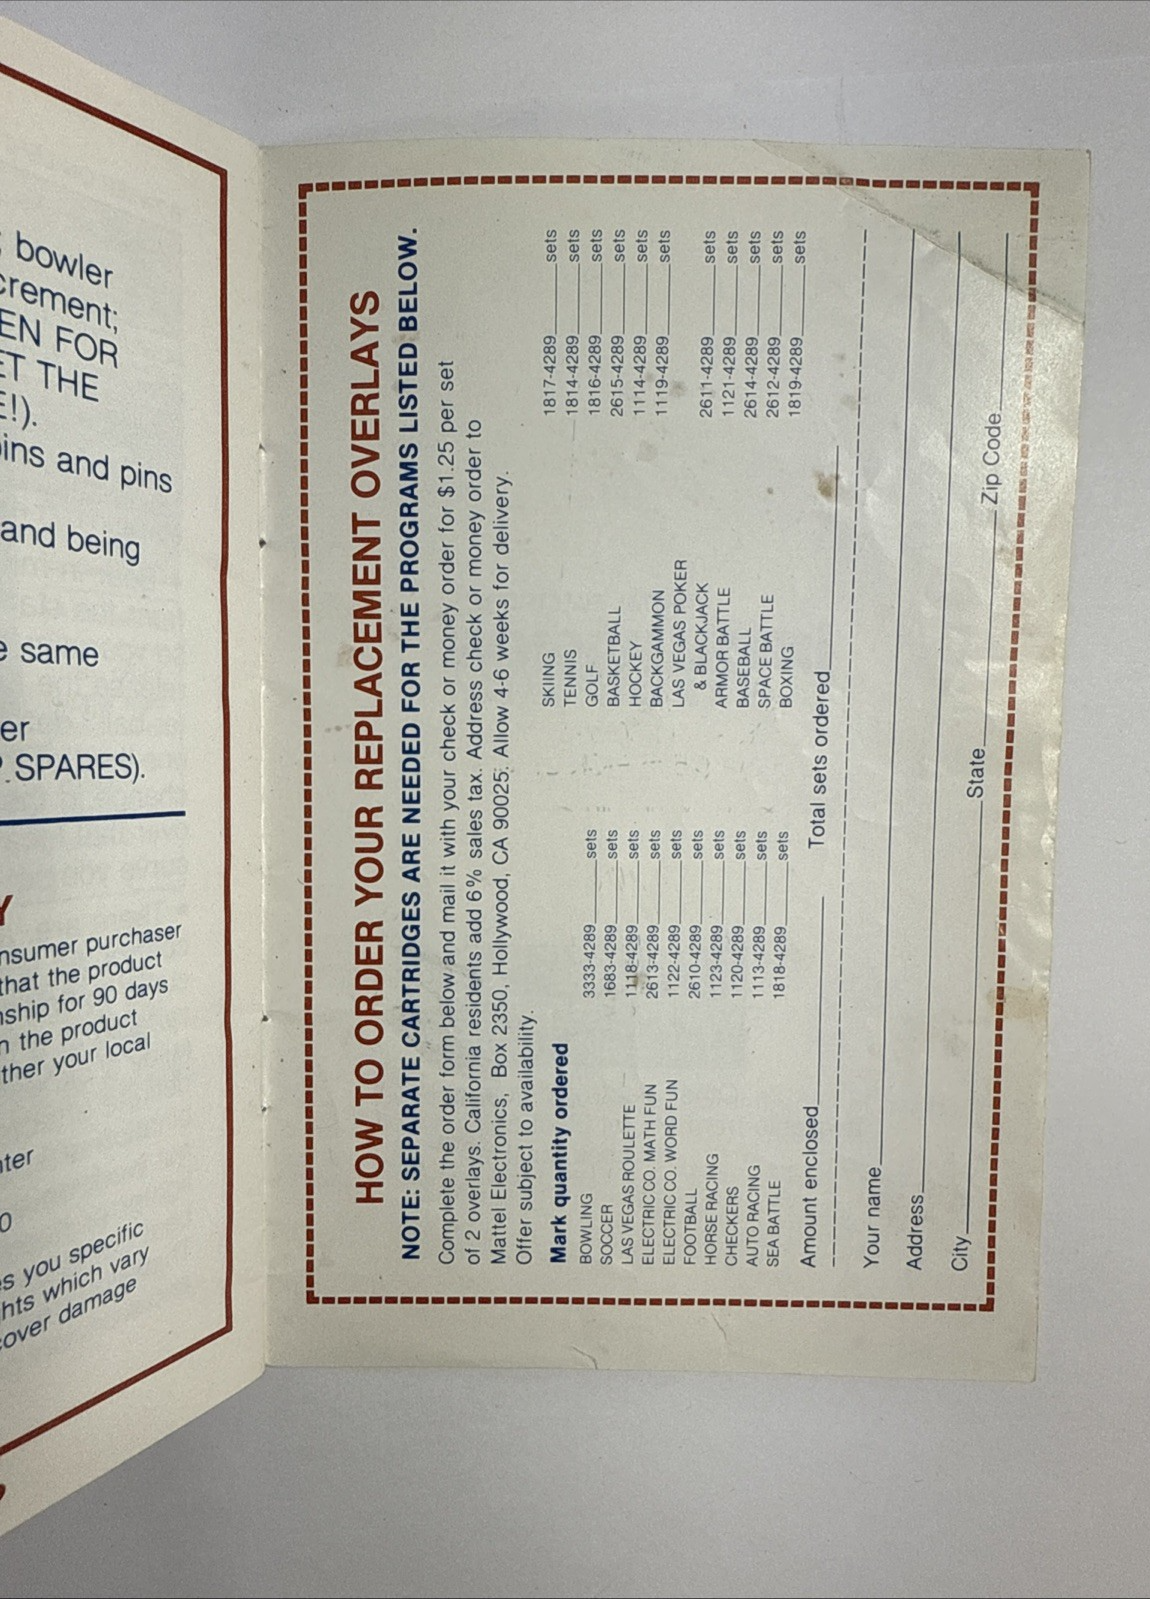 bowler
crement;
EN FOR
ET THE
E!).
pins and pins
and being
same
er
SPARES).
Y
nsumer purchaser
that the product
nship for 90 days
n the product
ther your local
nter
0
s you specific
hts which vary
cover damage
HOW TO ORDER YOUR REPLACEMENT OVERLAYS
NOTE: SEPARATE CARTRIDGES ARE NEEDED FOR THE PROGRAMS LISTED BELOW.
Complete the order form below and mail it with your check or money order for $1.25 per set
of 2 overlays. California residents add 6% sales tax. Address check or money order to
Mattel Electronics, Box 2350, Hollywood, CA 90025. Allow 4-6 weeks for delivery.
Offer subject to availability.
Mark quantity ordered
BOWLING 3333-4289 sets
SOCCER 1683-4289 sets
LAS VEGAS ROULETTE 1118-4289 sets
ELECTRIC CO. MATH FUN 2613-4289 sets
ELECTRIC CO. WORD FUN 1122-4289 sets
FOOTBALL 2610-4289 sets
HORSE RACING 1123-4289 sets
CHECKERS 1120-4289 sets
AUTO RACING 1113-4289 sets
SEA BATTLE 1818-4289 sets
SKIING 1817-4289 sets
TENNIS 1814-4289 sets
GOLF 1816-4289 sets
BASKETBALL 2615-4289 sets
HOCKEY 1114-4289 sets
BACKGAMMON 1119-4289 sets
LAS VEGAS POKER
& BLACKJACK 2611-4289 sets
ARMOR BATTLE 1121-4289 sets
BASEBALL 2614-4289 sets
SPACE BATTLE 2612-4289 sets
BOXING 1819-4289 sets
Amount enclosed Total sets ordered
Your name
Address
City State Zip Code